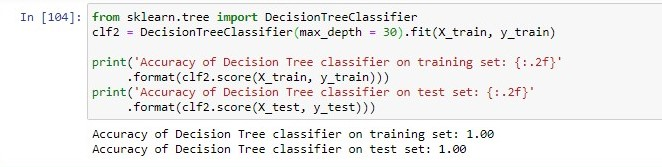 In [104]: from sklearn.tree import DecisionTreeClassifier
clf2 = DecisionTreeClassifier(max_depth = 30).fit(X_train, y_train)
print('Accuracy of Decision Tree classifier on training set: {:.2f}'
.format(clf2.score(X_train, y_train)))
print('Accuracy of Decision Tree classifier on test set: {:.2f}'
.format(clf2.score(X_test, y_test)))
Accuracy of Decision Tree classifier on training set: 1.00
Accuracy of Decision Tree classifier on test set: 1.00